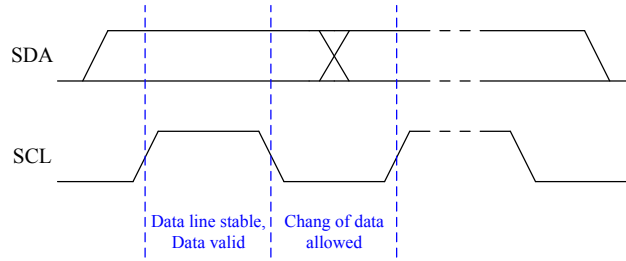 SDA
SCL
Data line stable,
Data valid
Chang of data
allowed